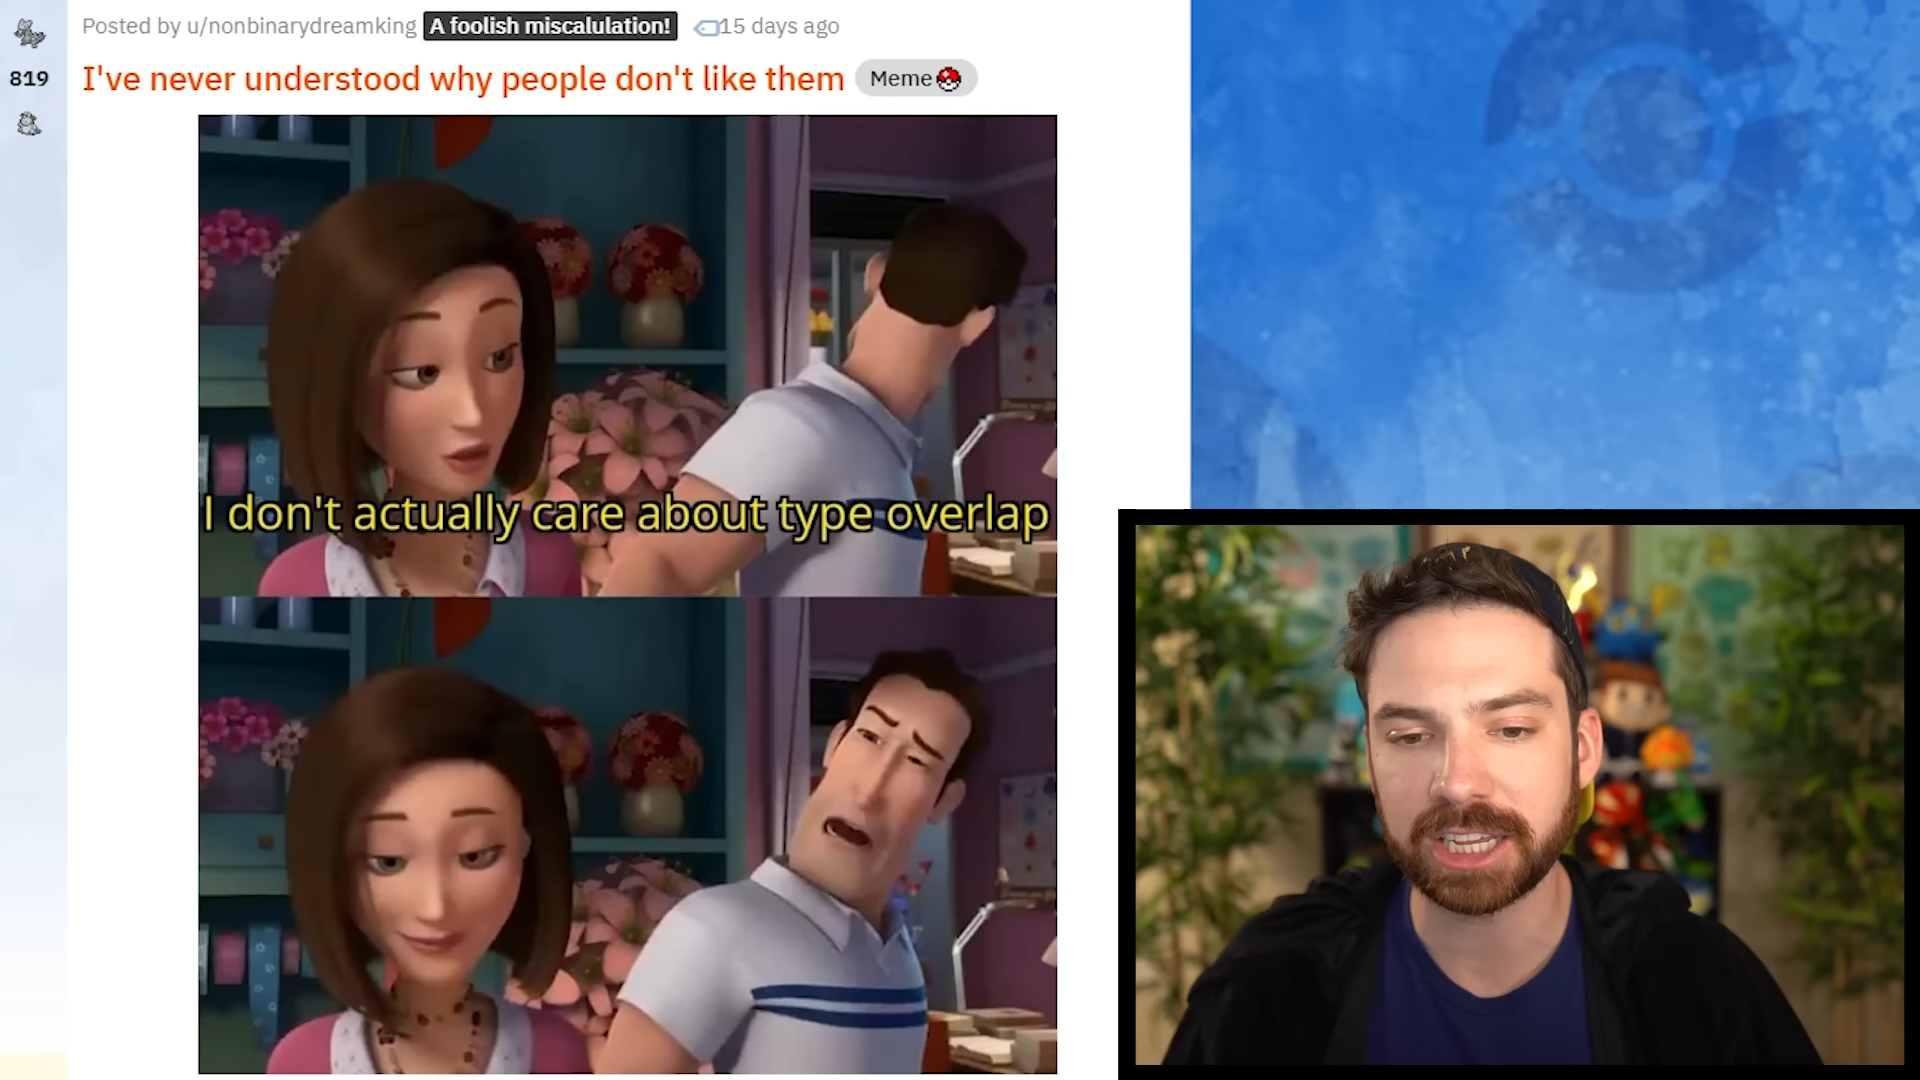 Posted by u/nonbinarydreamking A foolish miscalulation! 15 days ago
819
I've never understood why people don't like them Meme
I don't actually care about type overlap